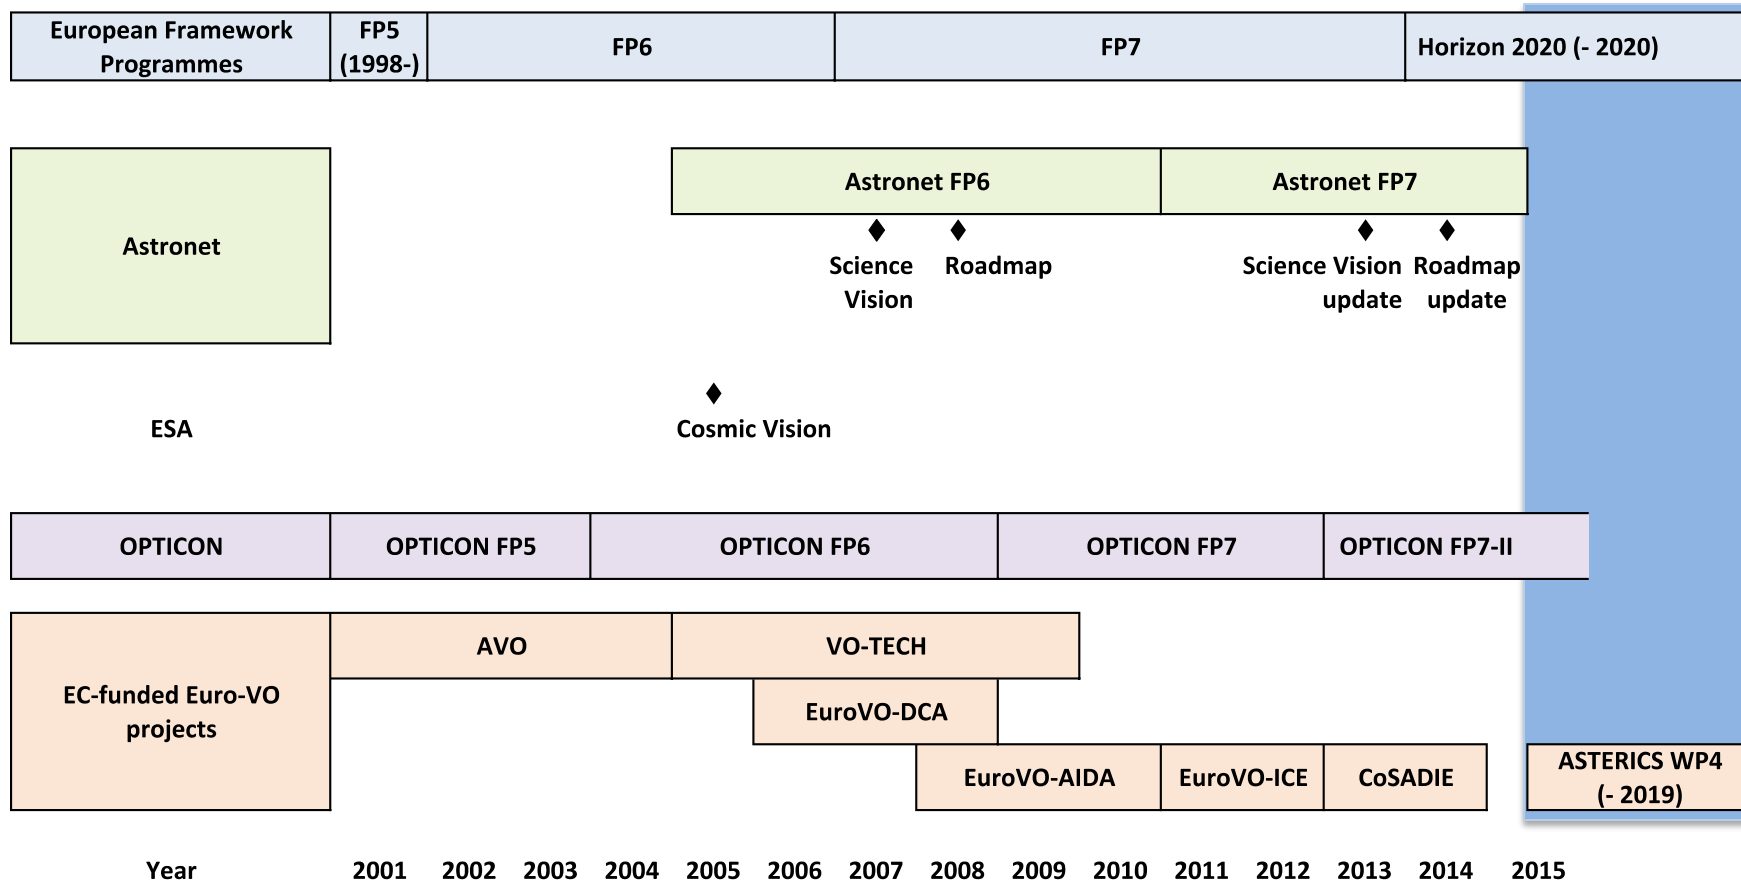 European Framework
Programmes
FP5
(1998-)
FP6
FP7
Horizon 2020 (- 2020)
Astronet
Astronet FP6
Astronet FP7
Science
Vision
Roadmap
Science Vision
update
Roadmap
update
ESA
Cosmic Vision
OPTICON
OPTICON FP5
OPTICON FP6
OPTICON FP7
OPTICON FP7-II
EC-funded Euro-VO
projects
AVO
VO-TECH
EuroVO-DCA
EuroVO-AIDA
EuroVO-ICE
CoSADIE
ASTERICS WP4
(- 2019)
Year 2001 2002 2003 2004 2005 2006 2007 2008 2009 2010 2011 2012 2013 2014 2015